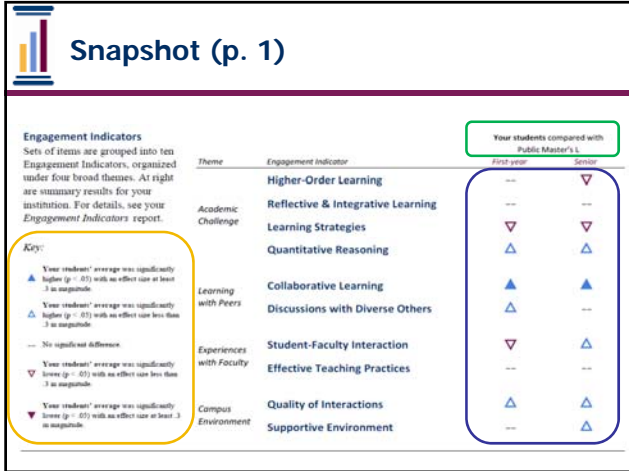 Snapshot (p. 1)
Engagement Indicators
Sets of items are grouped into ten
Engagement Indicators, organized
under four broad themes. At right
are summary results for your
institution. For details, see your
Engagement Indicators report.
Key:
▲ Your students' average was significantly
higher (p < .05) with an effect size at least
.3 in magnitude.
△ Your students' average was significantly
higher (p < .05) with an effect size less than
.3 in magnitude.
-- No significant difference.
▽ Your students' average was significantly
lower (p < .05) with an effect size less than
.3 in magnitude.
▼ Your students' average was significantly
lower (p < .05) with an effect size at least .3
in magnitude.
Your students compared with
Public Master's L
Theme Engagement Indicator First-year Senior
Higher-Order Learning -- ▽
Academic
Challenge
Reflective & Integrative Learning -- --
Learning Strategies ▽ ▽
Quantitative Reasoning △ △
Learning
with Peers
Collaborative Learning ▲ ▲
Discussions with Diverse Others △ --
Experiences
with Faculty
Student-Faculty Interaction ▽ △
Effective Teaching Practices -- --
Campus
Environment
Quality of Interactions △ △
Supportive Environment -- △